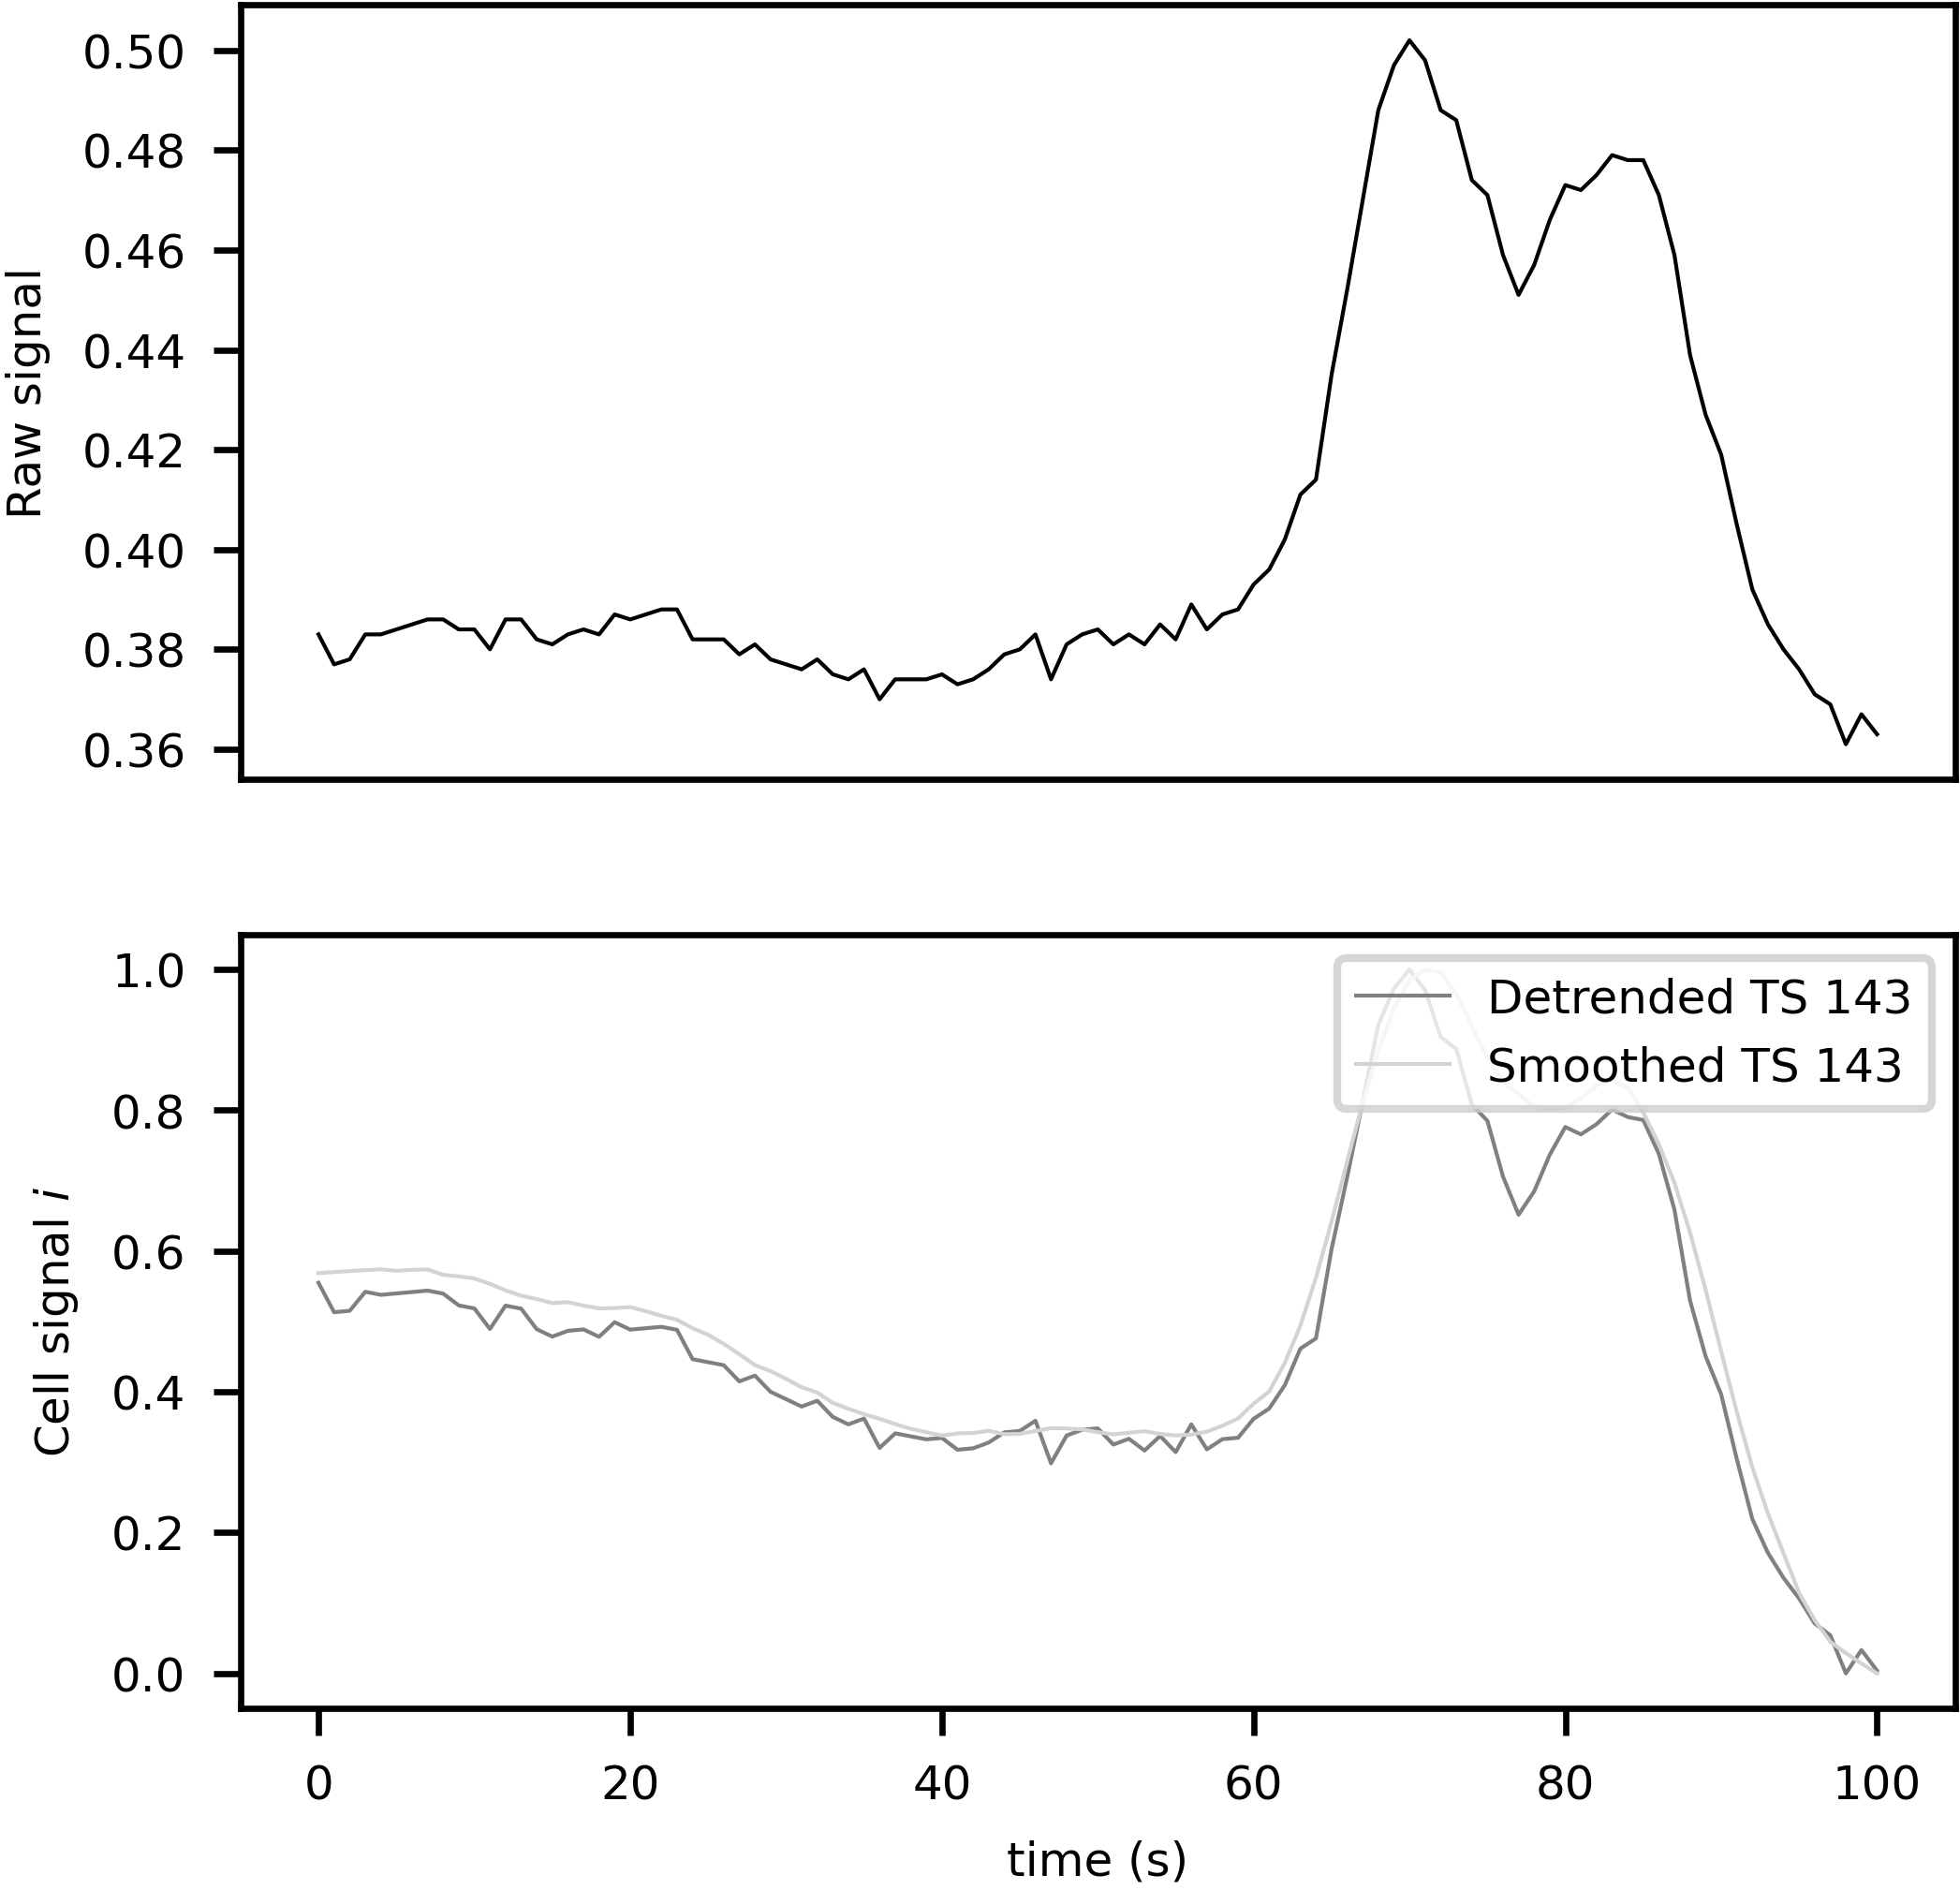 0.50
0.48
0.46
0.44
0.42
0.40
0.38
0.36
Raw signal
1.0
0.8
0.6
0.4
0.2
0.0
Cell signal i
Detrended TS 143
Smoothed TS 143
0 20 40 60 80 100
time (s)